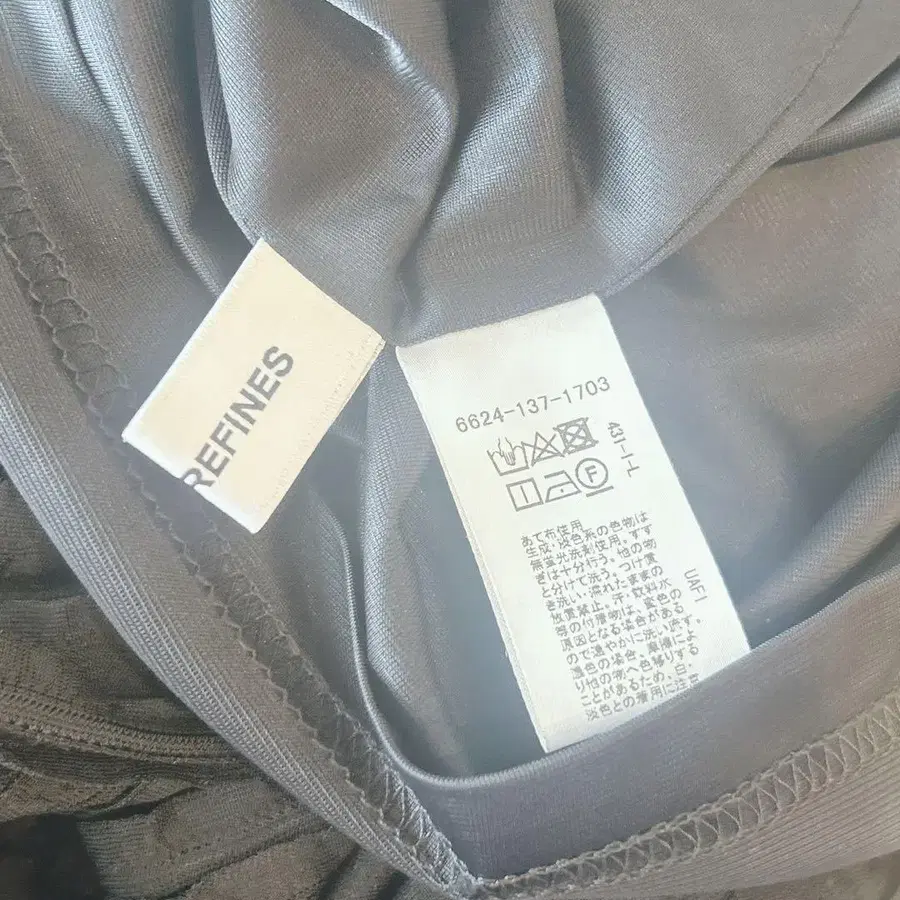 REFINES
6624-137-1703
431-1-L
F
あて布使用
生成・淡色系の色物は
無蛍光洗剤使用。すす
ぎは十分行う。他の物
と分けて洗う。つけ置
き洗い・濡れたままの
放置禁止。汗・飲料水
等の付着物は、藍色の
原因となる場合がある
ので速やかに洗い流す。
濃色の場合、摩擦によ
り他の物へ色移りする
ことがあるため、白・
淡色との着用に注意
UAF1